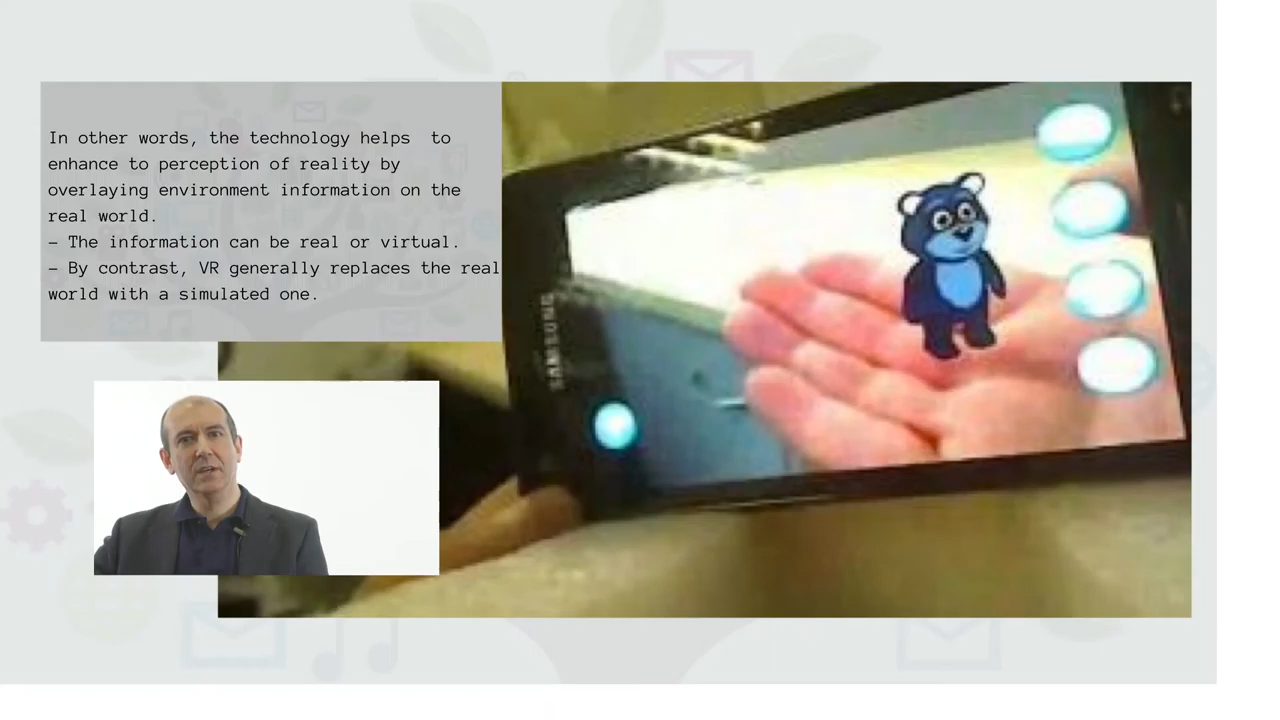 In other words, the technology helps  to
enhance to perception of reality by
overlaying environment information on the
real world.
- The information can be real or virtual.
- By contrast, VR generally replaces the real
world with a simulated one.
SAMSUNG